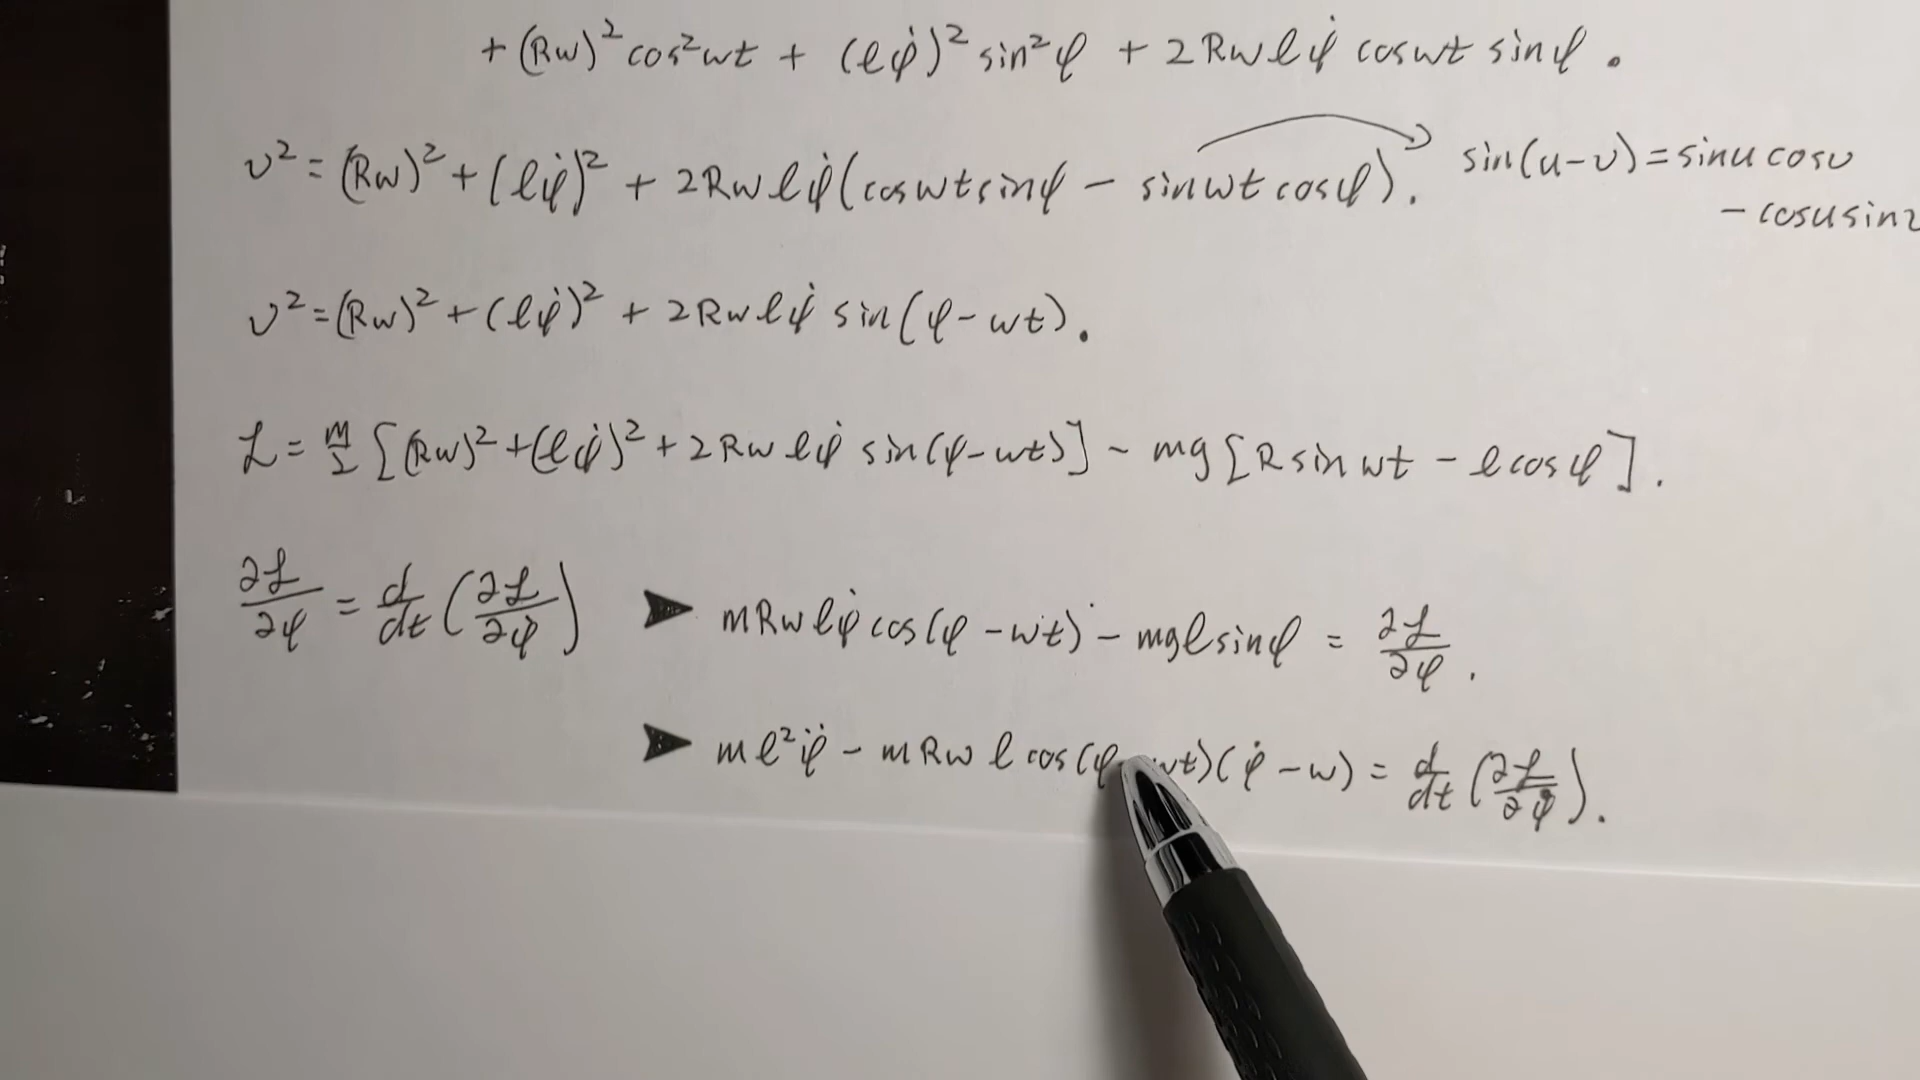 + (Rω)² cos²ωt + (ℓφ̇)² sin²φ + 2Rωℓφ̇ cosωt sinφ.
v² = (Rω)² + (ℓφ̇)² + 2Rωℓφ̇(cosωt sinφ - sinωt cosφ). sin(u-v) = sinu cosv
- cosu sinv
v² = (Rω)² + (ℓφ̇)² + 2Rωℓφ̇ sin(φ-ωt).
ℒ = m/2 [(Rω)² + (ℓφ̇)² + 2Rωℓφ̇ sin(φ-ωt)] - mg[R sinωt - ℓcosφ].
∂ℒ/∂φ = d/dt (∂ℒ/∂φ̇) ➤ mRωℓφ̇ cos(φ-ωt) - mgℓ sinφ = ∂ℒ/∂φ.
➤ mℓ²φ̈ - mRωℓ cos(φ ωt)(φ̇-ω) = d/dt (∂ℒ/∂φ̇).